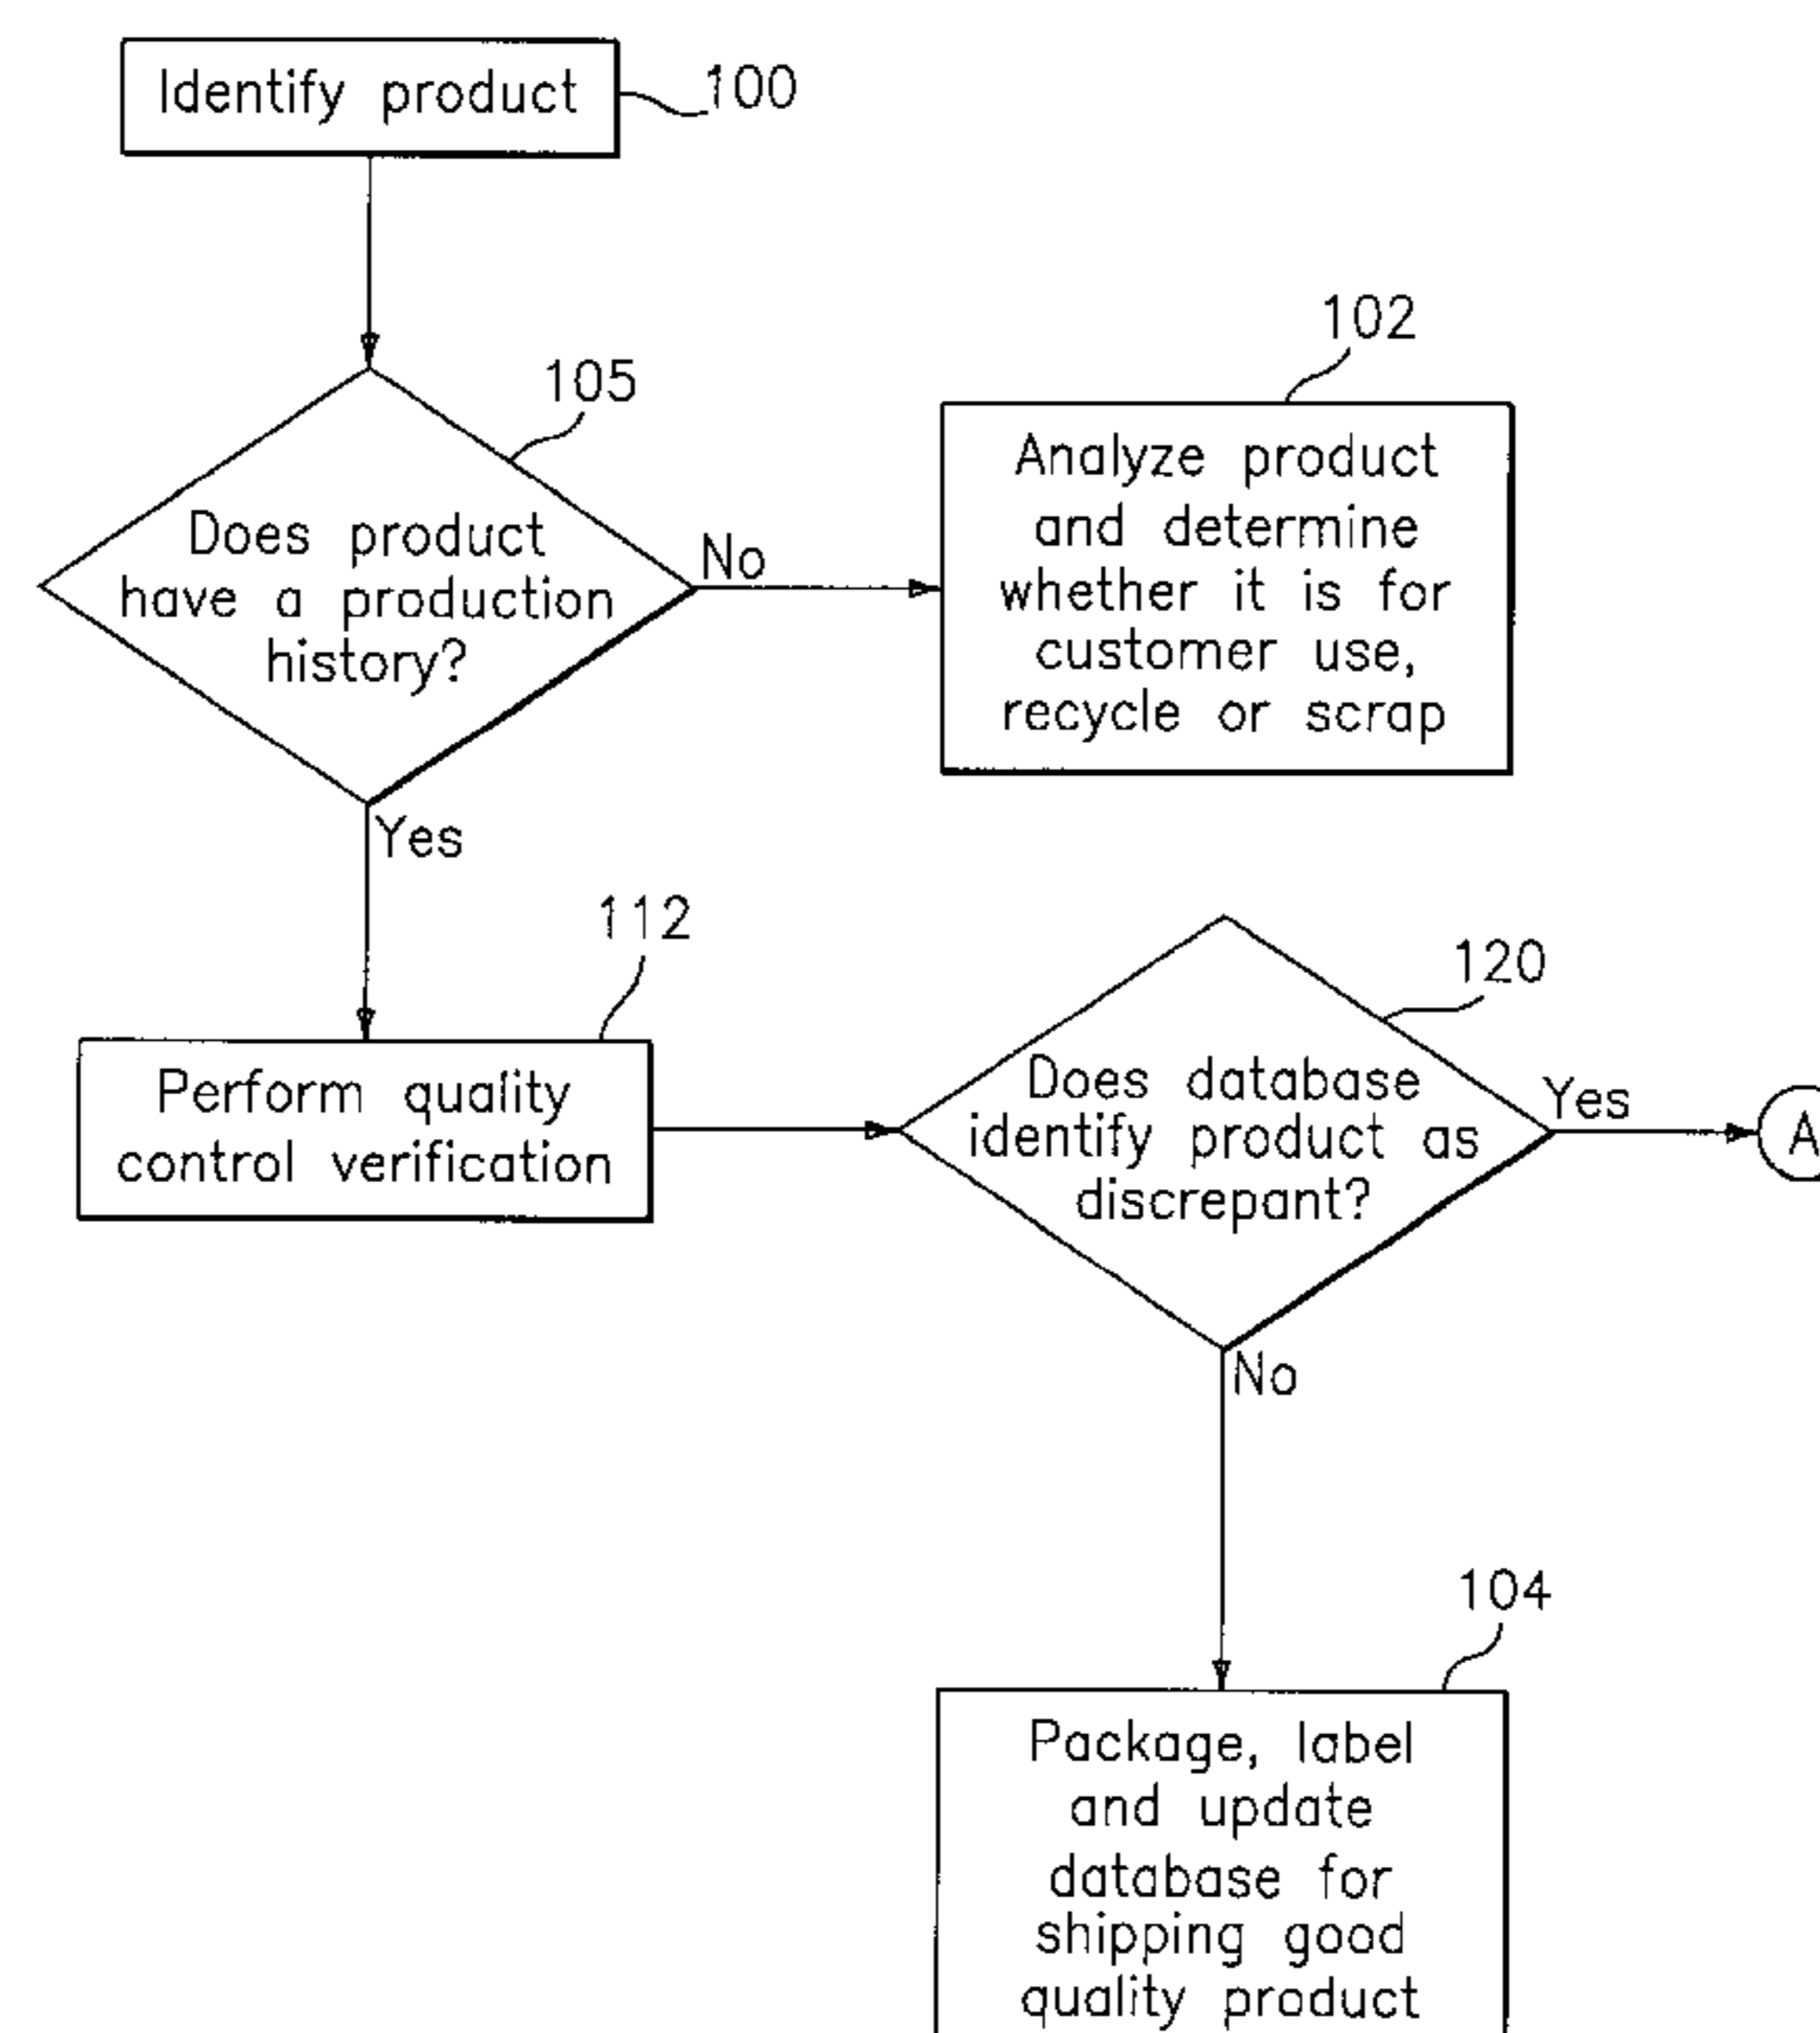 Identify product
100
105
Does product
have a production
history?
No
102
Analyze product
and determine
whether it is for
customer use,
recycle or scrap
Yes
112
Perform quality
control verification
120
Does database
identify product as
discrepant?
Yes
A
No
104
Package, label
and update
database for
shipping good
quality product